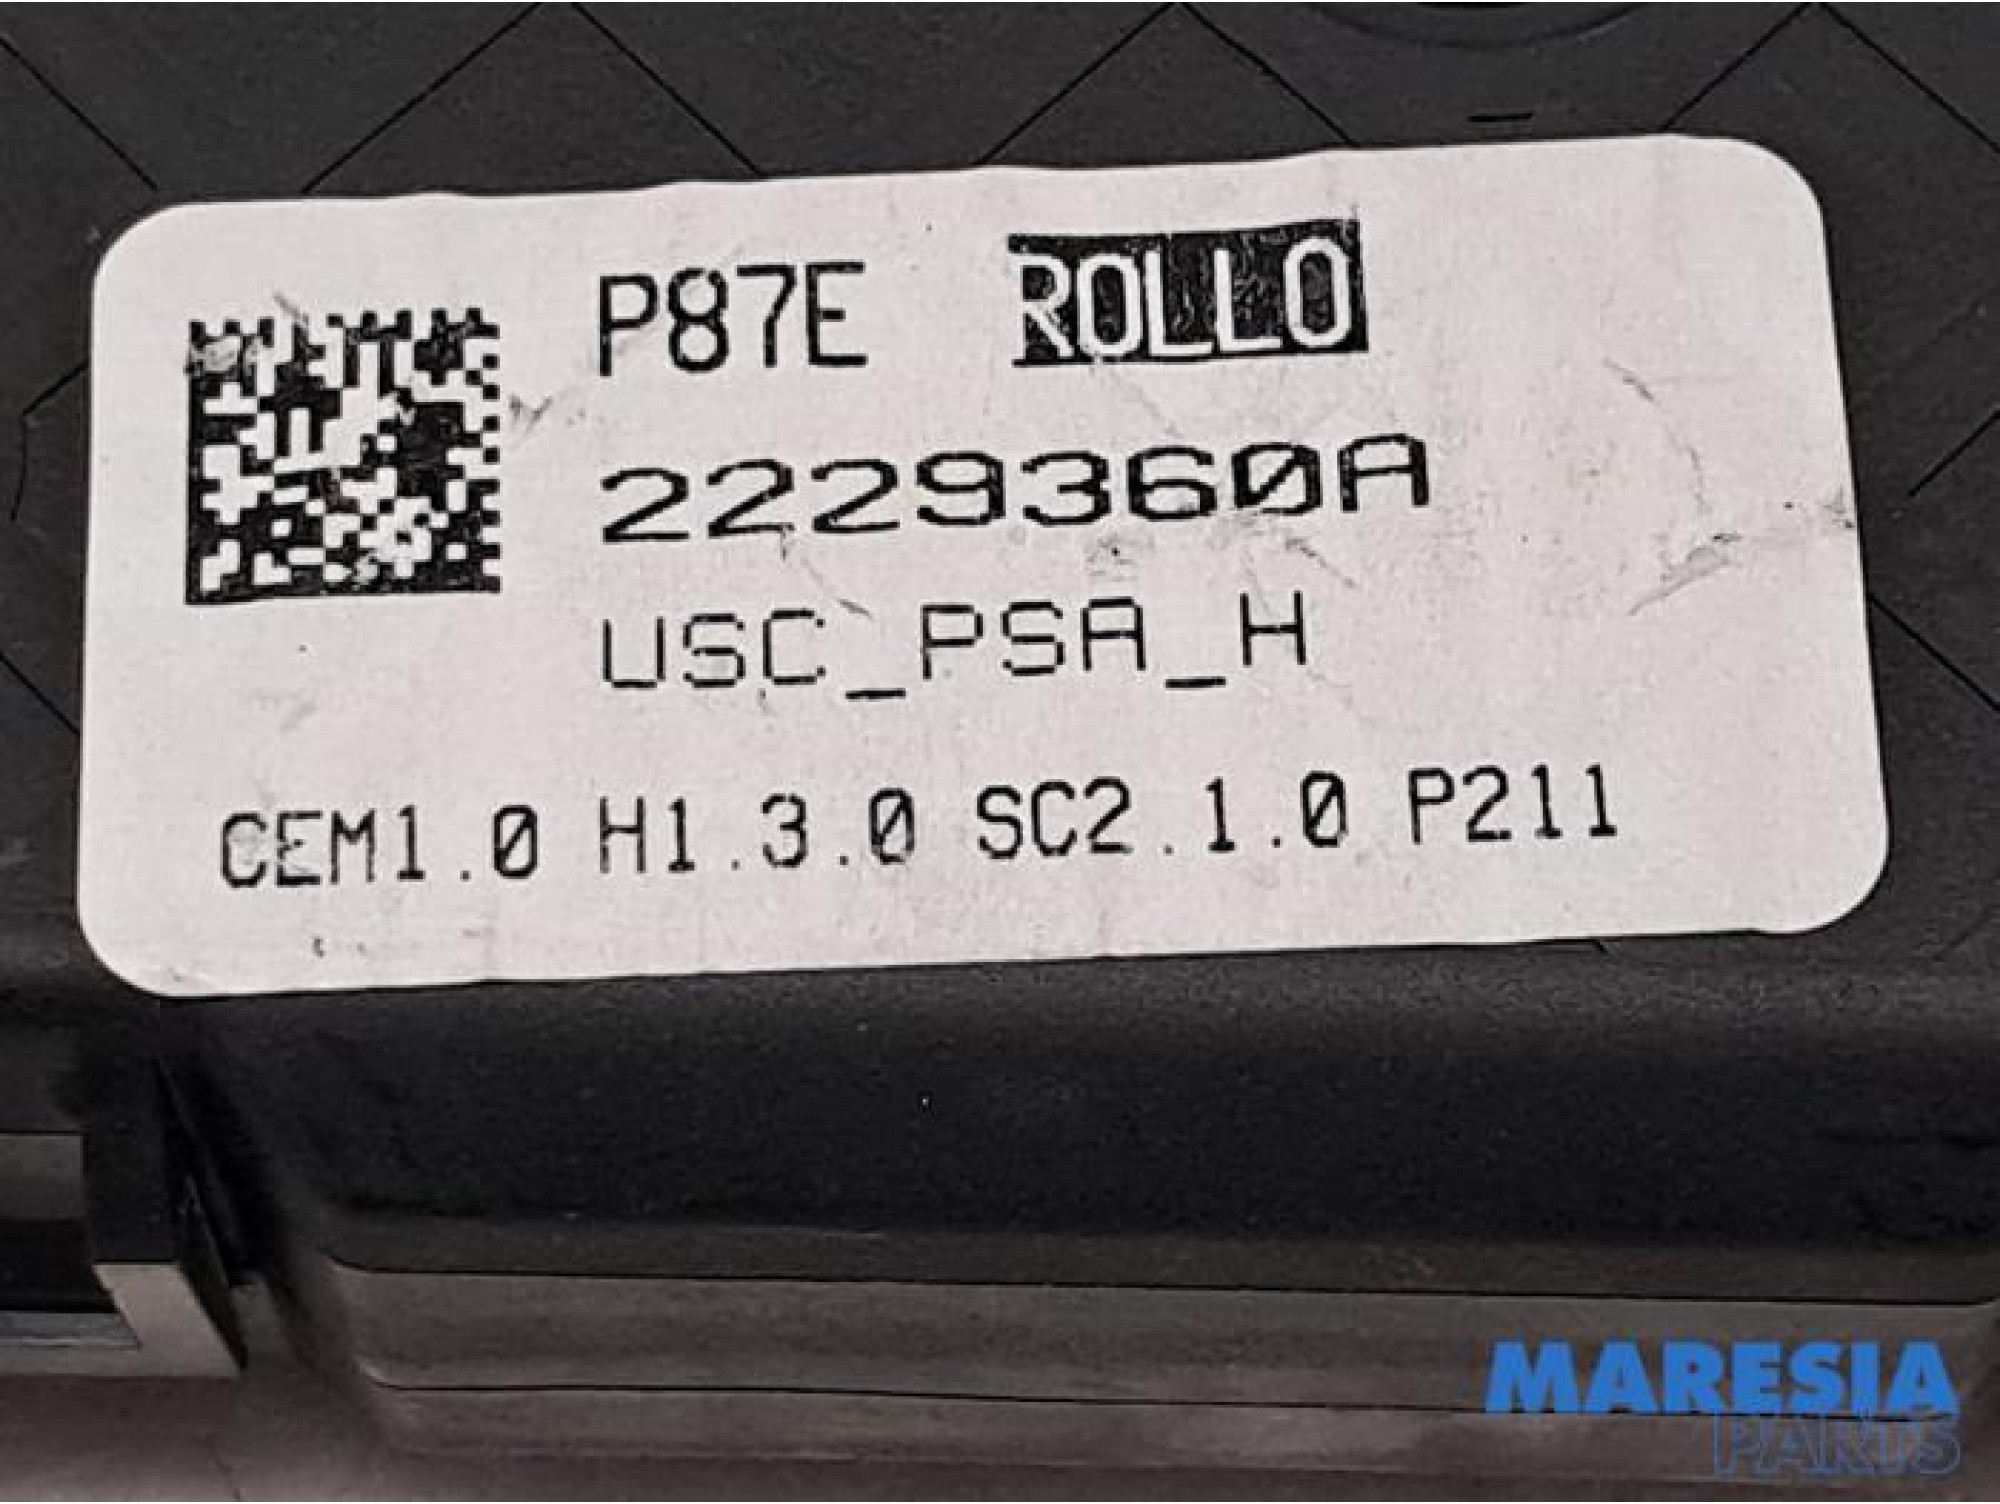 P87E ROLLO
2229360A
USC_PSA_H
CEM1.0 H1.3.0 SC2.1.0 P211
MARESIA
PARTS